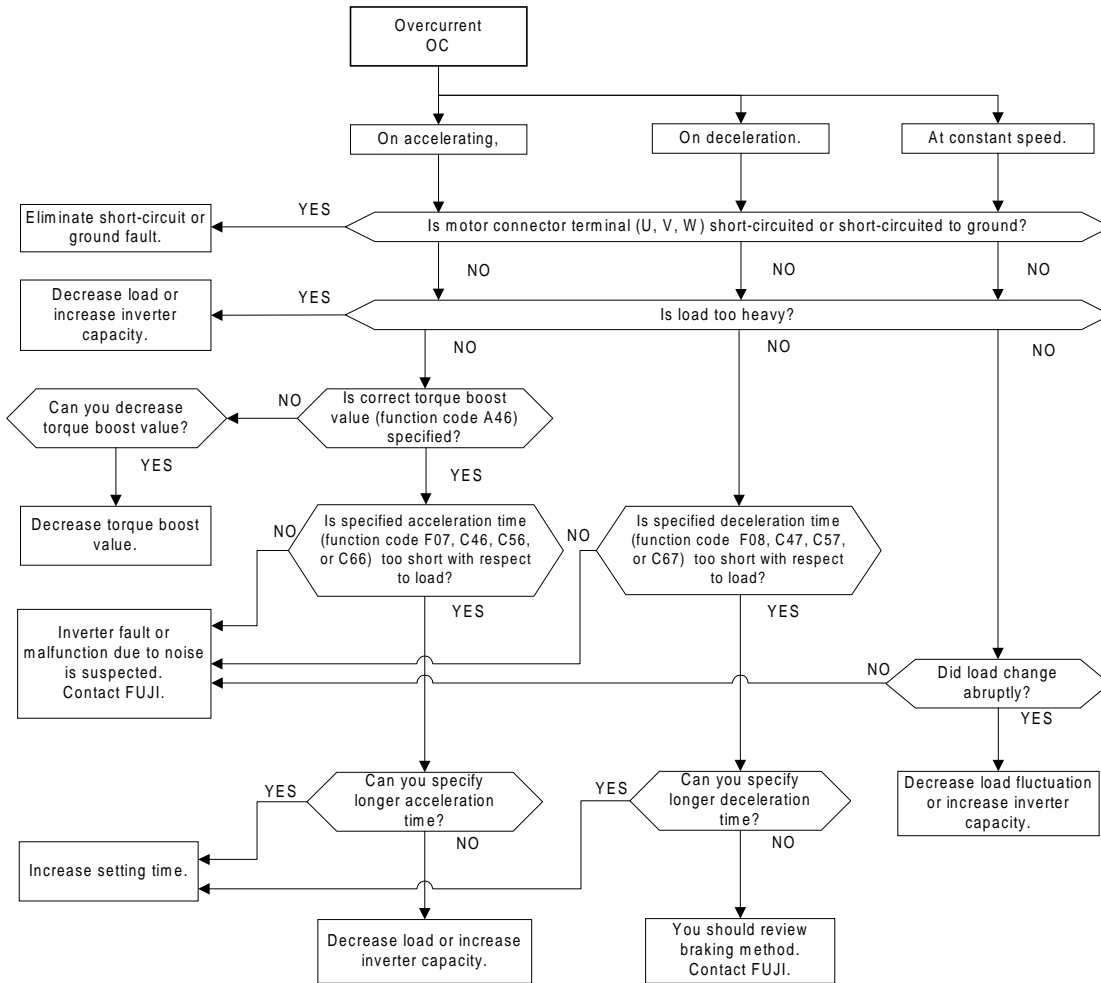 Overcurrent
OC
On accelerating,
On deceleration.
At constant speed.
YES
Eliminate short-circuit or
ground fault.
Is motor connector terminal (U, V, W) short-circuited or short-circuited to ground?
NO
NO
NO
YES
Decrease load or
increase inverter
capacity.
Is load too heavy?
NO
NO
NO
Can you decrease
torque boost value?
NO
Is correct torque boost
value (function code A46)
specified?
YES
YES
Decrease torque boost
value.
NO
Is specified acceleration time
(function code F07, C46, C56,
or C66) too short with respect
to load?
NO
Is specified deceleration time
(function code F08, C47, C57,
or C67) too short with respect
to load?
YES
YES
Inverter fault or
malfunction due to noise
is suspected.
Contact FUJI.
NO
Did load change
abruptly?
YES
YES
Can you specify
longer acceleration
time?
YES
Can you specify
longer deceleration
time?
Decrease load fluctuation
or increase inverter
capacity.
NO
NO
Increase setting time.
Decrease load or increase
inverter capacity.
You should review
braking method.
Contact FUJI.